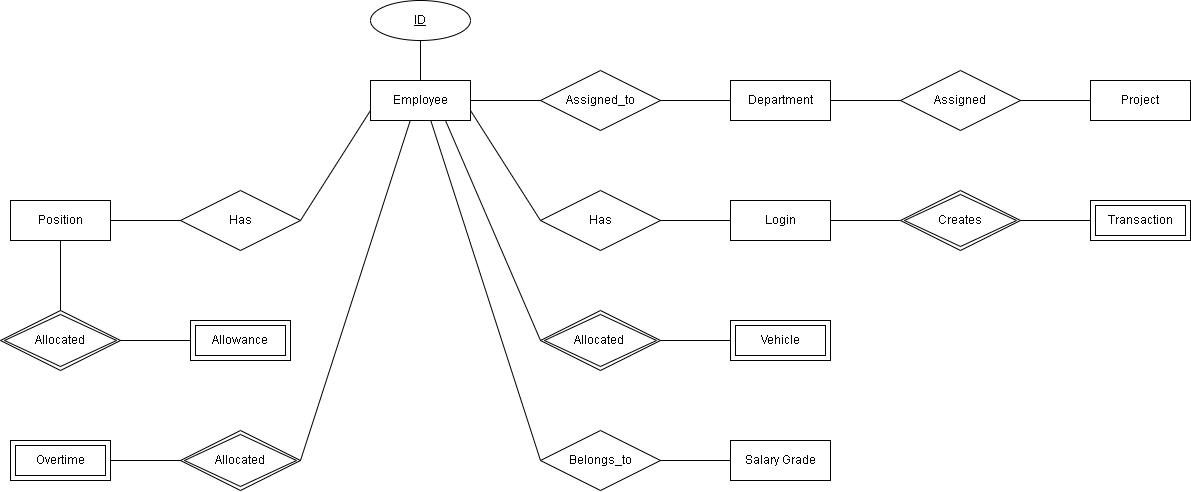 ID
Employee
Assigned_to
Department
Assigned
Project
Position
Has
Has
Login
Creates
Transaction
Allocated
Allowance
Allocated
Vehicle
Overtime
Allocated
Belongs_to
Salary Grade